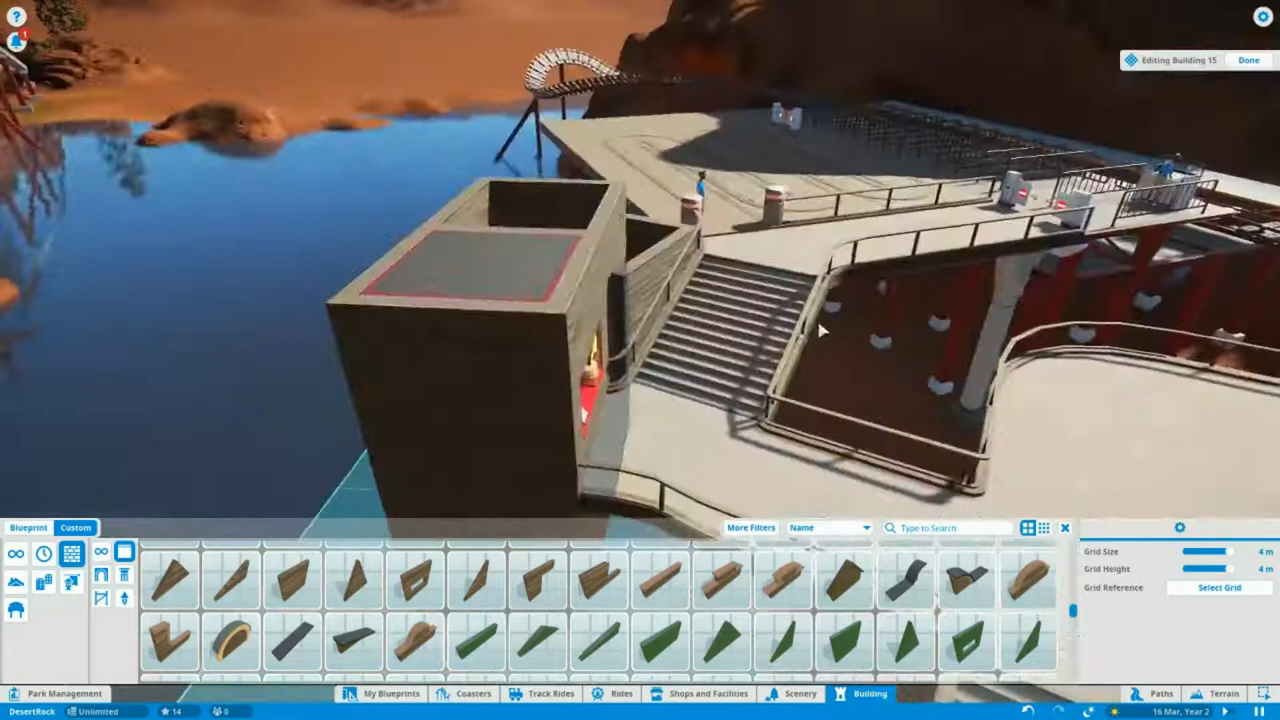 ?
1
Editing Building 15 Done
Blueprint Custom More Filters Name Type to Search
Grid Size 4 m
Grid Height 4 m
Grid Reference Select Grid
Park Management My Blueprints Coasters Track Rides Rides Shops and Facilities Scenery Building Paths Terrain
DesertRock Unlimited 14 0 16 Mar, Year 2